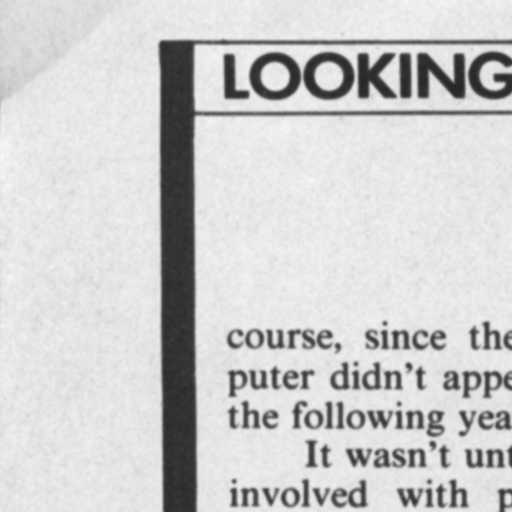 LOOKING
course, since the
puter didn't appe
the following yea
It wasn't unt
involved with p